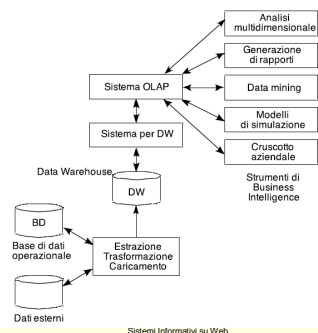 Analisi
multidimensionale
Generazione
di rapporti
Sistema OLAP
Data mining
Sistema per DW
Modelli
di simulazione
Cruscotto
aziendale
Data Warehouse
DW
Strumenti di
Business
Intelligence
BD
Base di dati
operazionale
Estrazione
Trasformazione
Caricamento
Dati esterni
Sistemi Informativi su Web